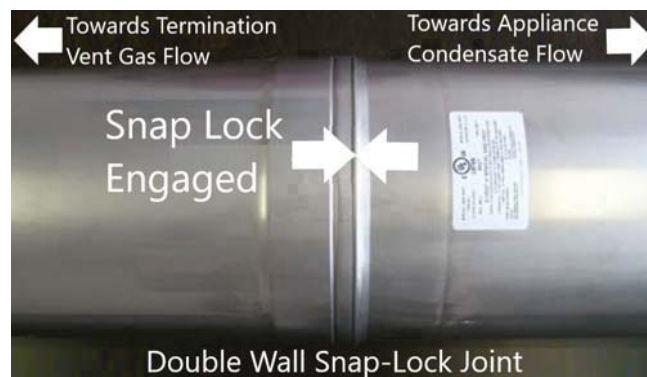 Towards Termination
Vent Gas Flow
Towards Appliance
Condensate Flow
Snap Lock
Engaged
Double Wall Snap-Lock Joint